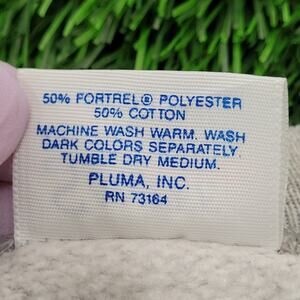 50% FORTREL® POLYESTER
50% COTTON
MACHINE WASH WARM. WASH
DARK COLORS SEPARATELY.
TUMBLE DRY MEDIUM.
PLUMA, INC.
RN 73164